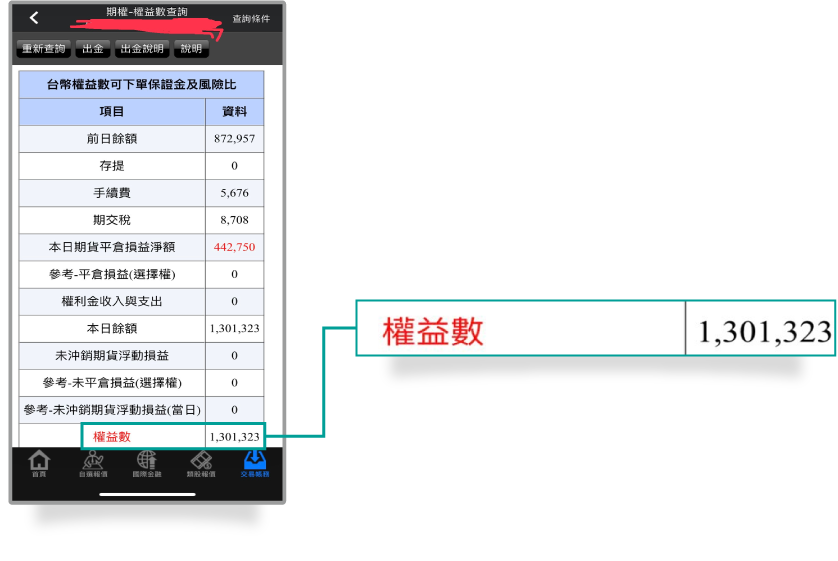 期權-權益數查詢
查詢條件
重新查詢 出金 出金說明 說明
台幣權益數可下單保證金及風險比
項目 資料
前日餘額 872,957
存提 0
手續費 5,676
期交稅 8,708
本日期貨平倉損益淨額 442,750
參考-平倉損益(選擇權) 0
權利金收入與支出 0
本日餘額 1,301,323
未沖銷期貨浮動損益 0
參考-未平倉損益(選擇權) 0
參考-未沖銷期貨浮動損益(當日) 0
權益數 1,301,323
權益數 1,301,323
首頁 自選報價 國際金融 類股報價 交易帳務